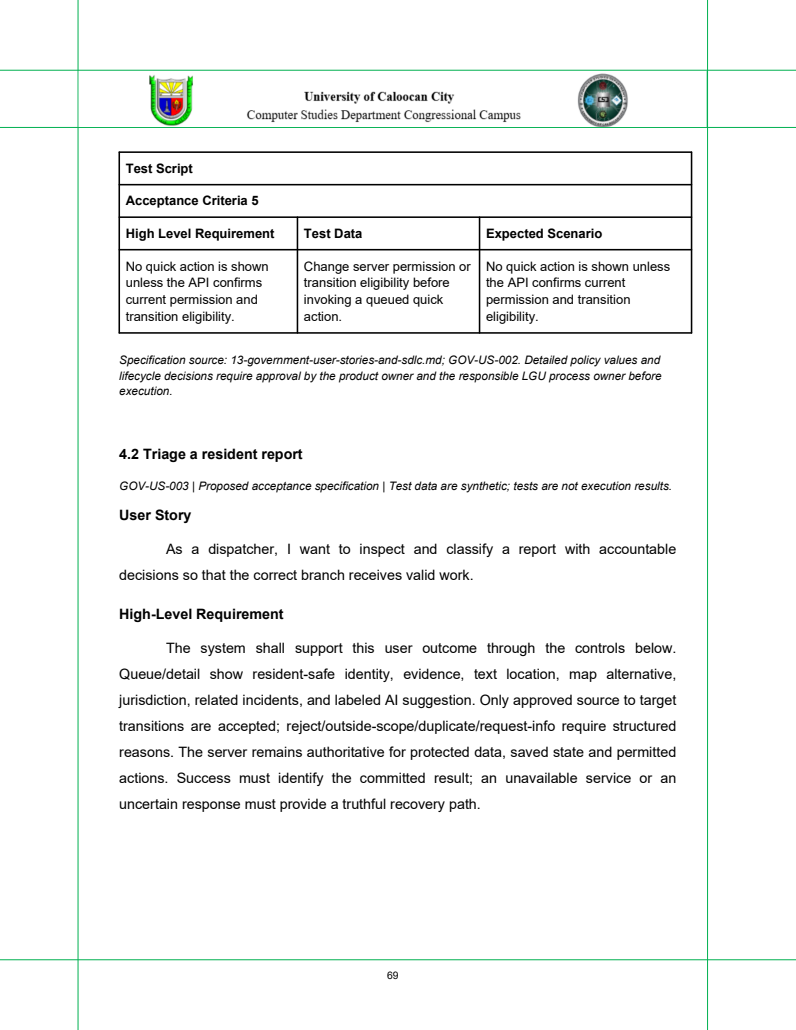 University of Caloocan City
Computer Studies Department Congressional Campus
Test Script
Acceptance Criteria 5
High Level Requirement
Test Data
Expected Scenario
No quick action is shown
unless the API confirms
current permission and
transition eligibility.
Change server permission or
transition eligibility before
invoking a queued quick
action.
No quick action is shown unless
the API confirms current
permission and transition
eligibility.
Specification source: 13-government-user-stories-and-sdlc.md; GOV-US-002. Detailed policy values and
lifecycle decisions require approval by the product owner and the responsible LGU process owner before
execution.
4.2 Triage a resident report
GOV-US-003 | Proposed acceptance specification | Test data are synthetic; tests are not execution results.
User Story
As a dispatcher, I want to inspect and classify a report with accountable
decisions so that the correct branch receives valid work.
High-Level Requirement
The system shall support this user outcome through the controls below.
Queue/detail show resident-safe identity, evidence, text location, map alternative,
jurisdiction, related incidents, and labeled AI suggestion. Only approved source to target
transitions are accepted; reject/outside-scope/duplicate/request-info require structured
reasons. The server remains authoritative for protected data, saved state and permitted
actions. Success must identify the committed result; an unavailable service or an
uncertain response must provide a truthful recovery path.
69